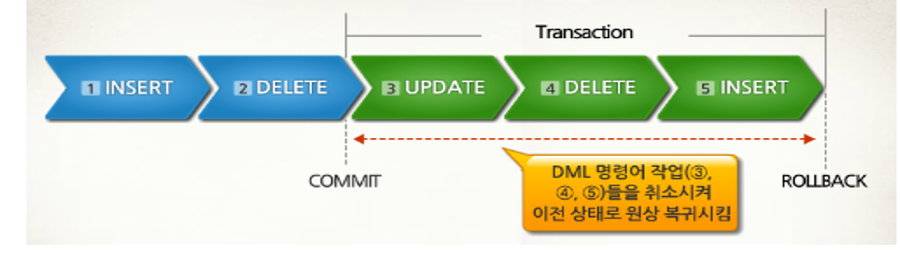 Transaction
1 INSERT
2 DELETE
3 UPDATE
4 DELETE
5 INSERT
COMMIT
DML 명령어 작업(③,
④, ⑤)들을 취소시켜
이전 상태로 원상 복귀시킴
ROLLBACK